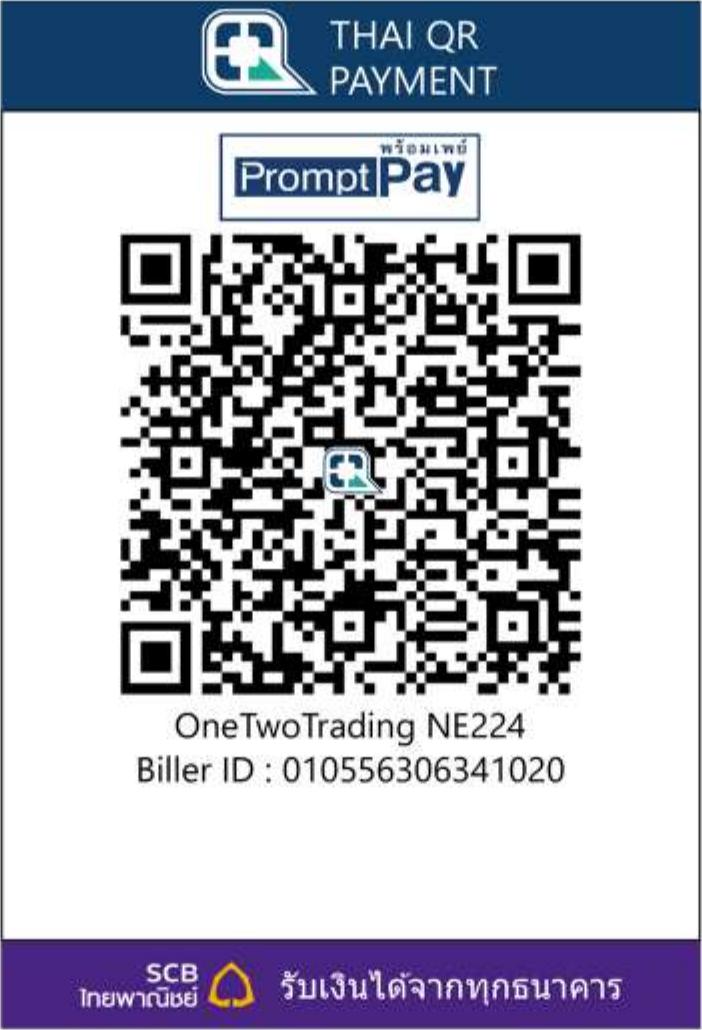 THAI QR
PAYMENT
พร้อมเพย์
Prompt Pay
OneTwoTrading NE224
Biller ID : 010556306341020
SCB
ไทยพาณิชย์
รับเงินได้จากทุกธนาคาร